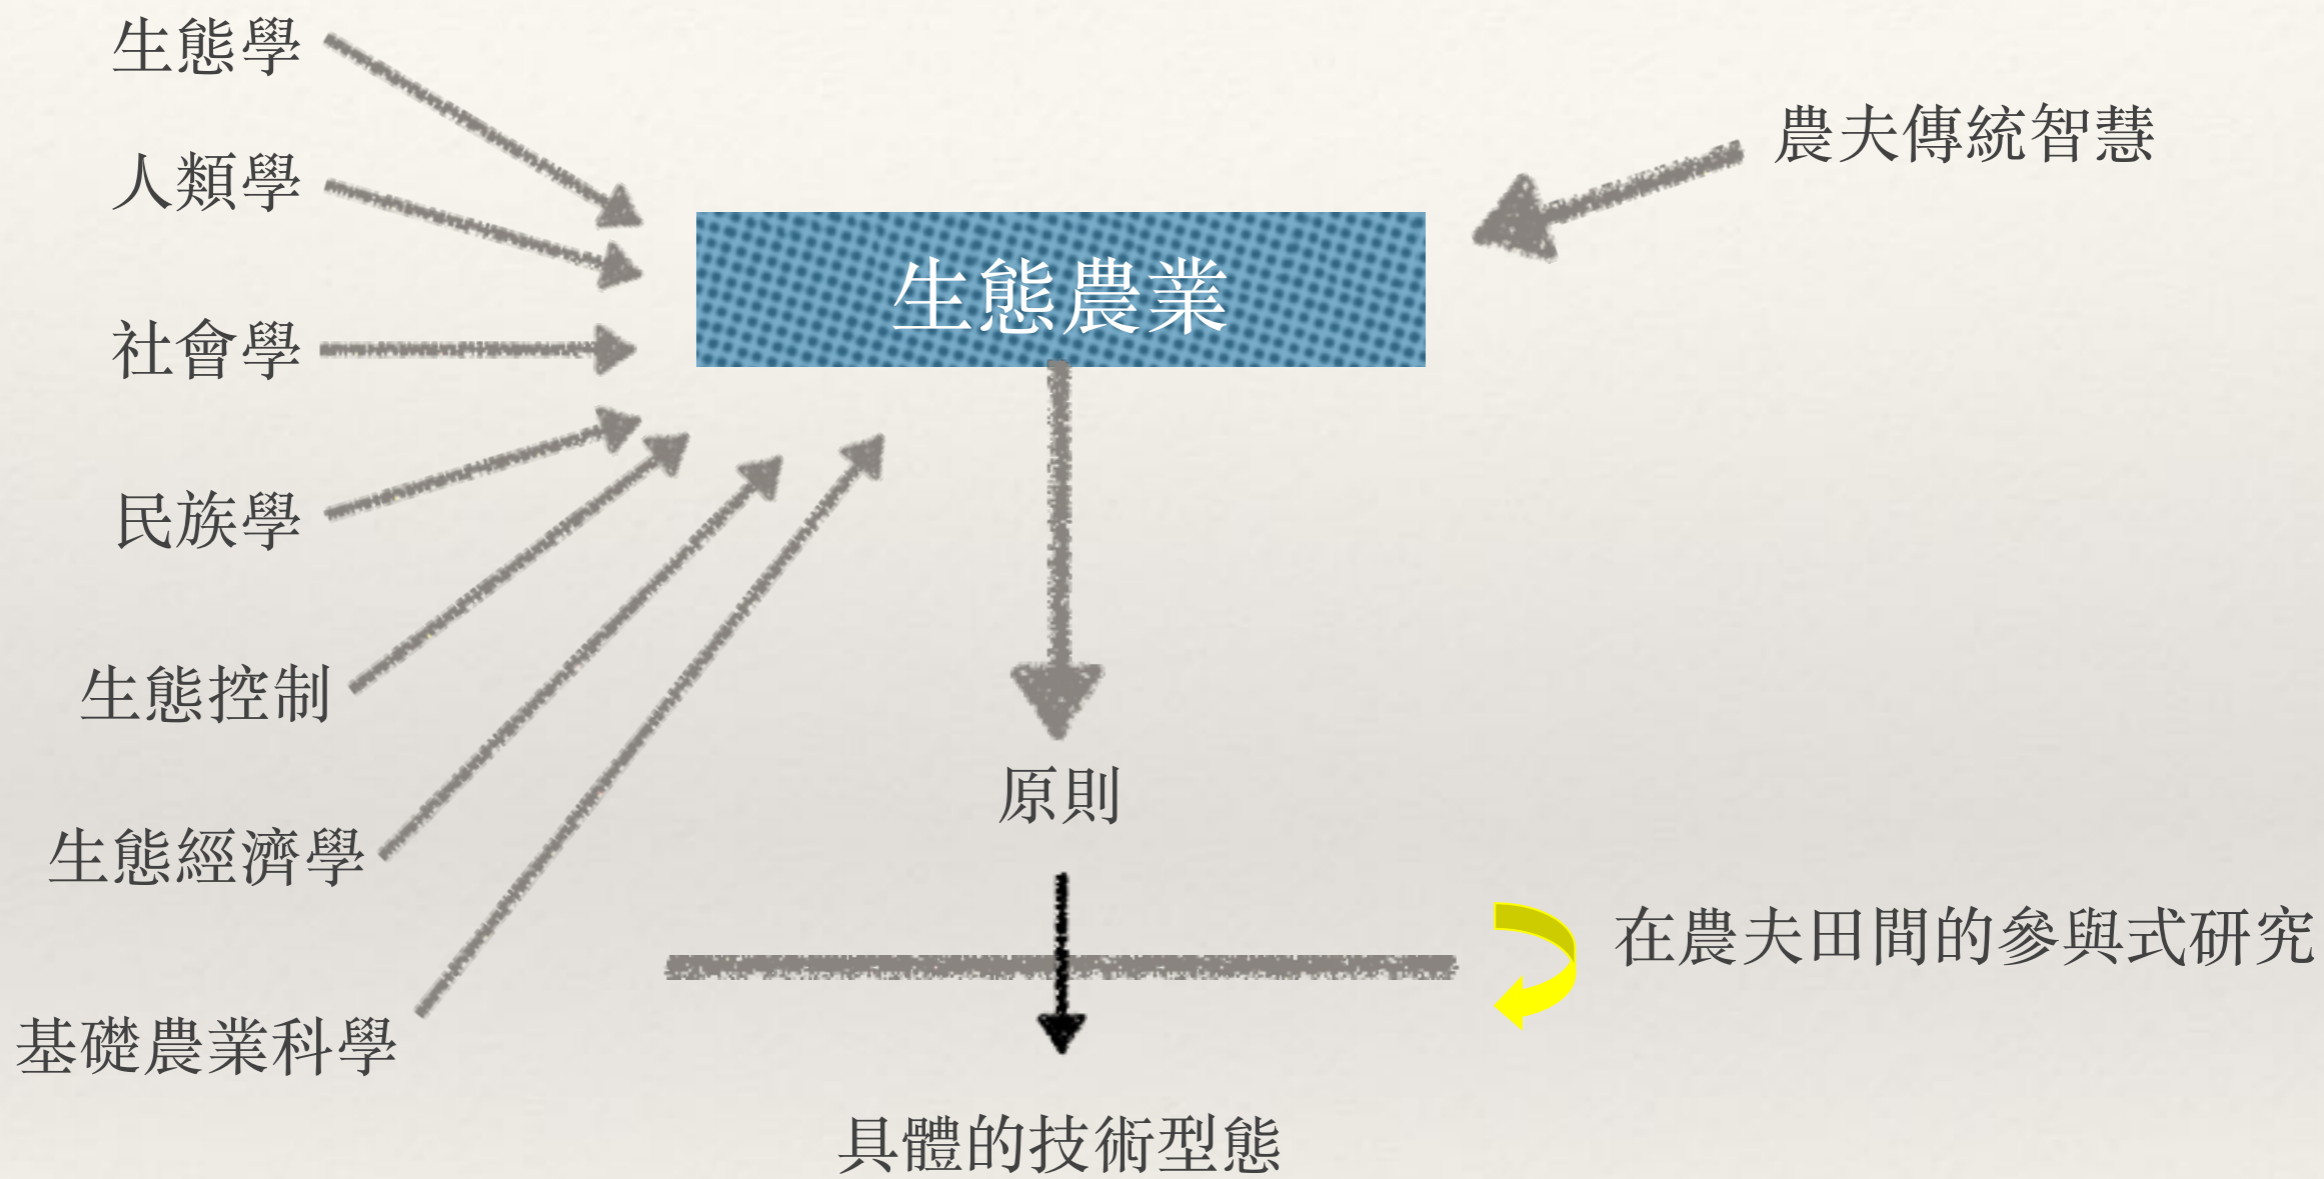 生態學
人類學
社會學
民族學
生態控制
生態經濟學
基礎農業科學
生態農業
農夫傳統智慧
原則
在農夫田間的參與式研究
具體的技術型態